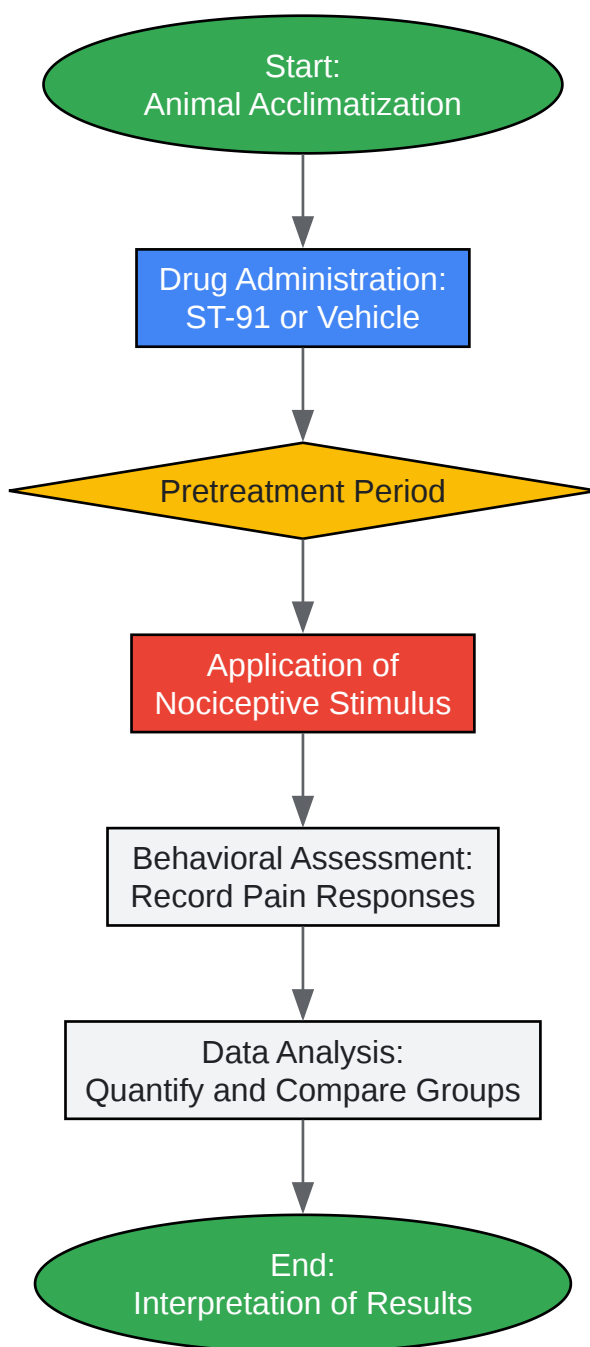 Start:
Animal Acclimatization
Drug Administration:
ST-91 or Vehicle
Pretreatment Period
Application of
Nociceptive Stimulus
Behavioral Assessment:
Record Pain Responses
Data Analysis:
Quantify and Compare Groups
End:
Interpretation of Results